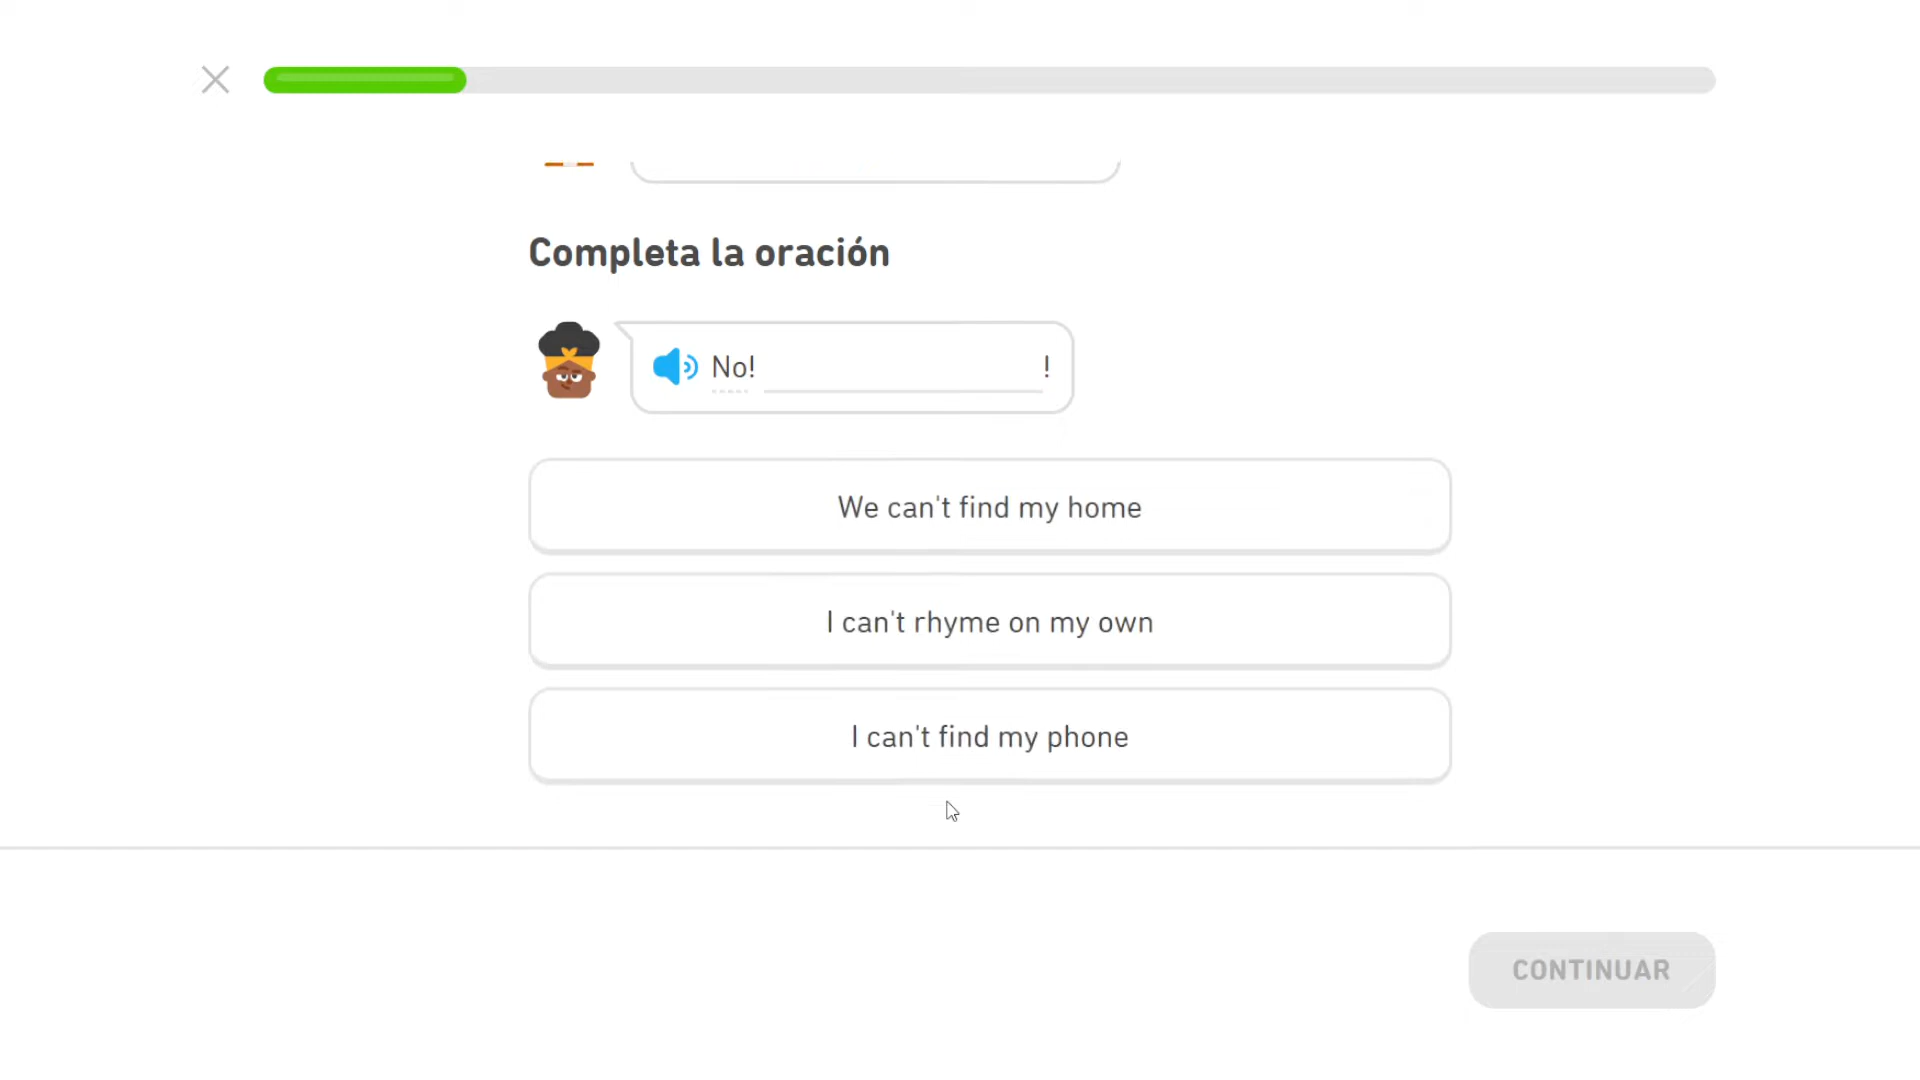 Completa la oración
No! !
We can't find my home
I can't rhyme on my own
I can't find my phone
CONTINUAR